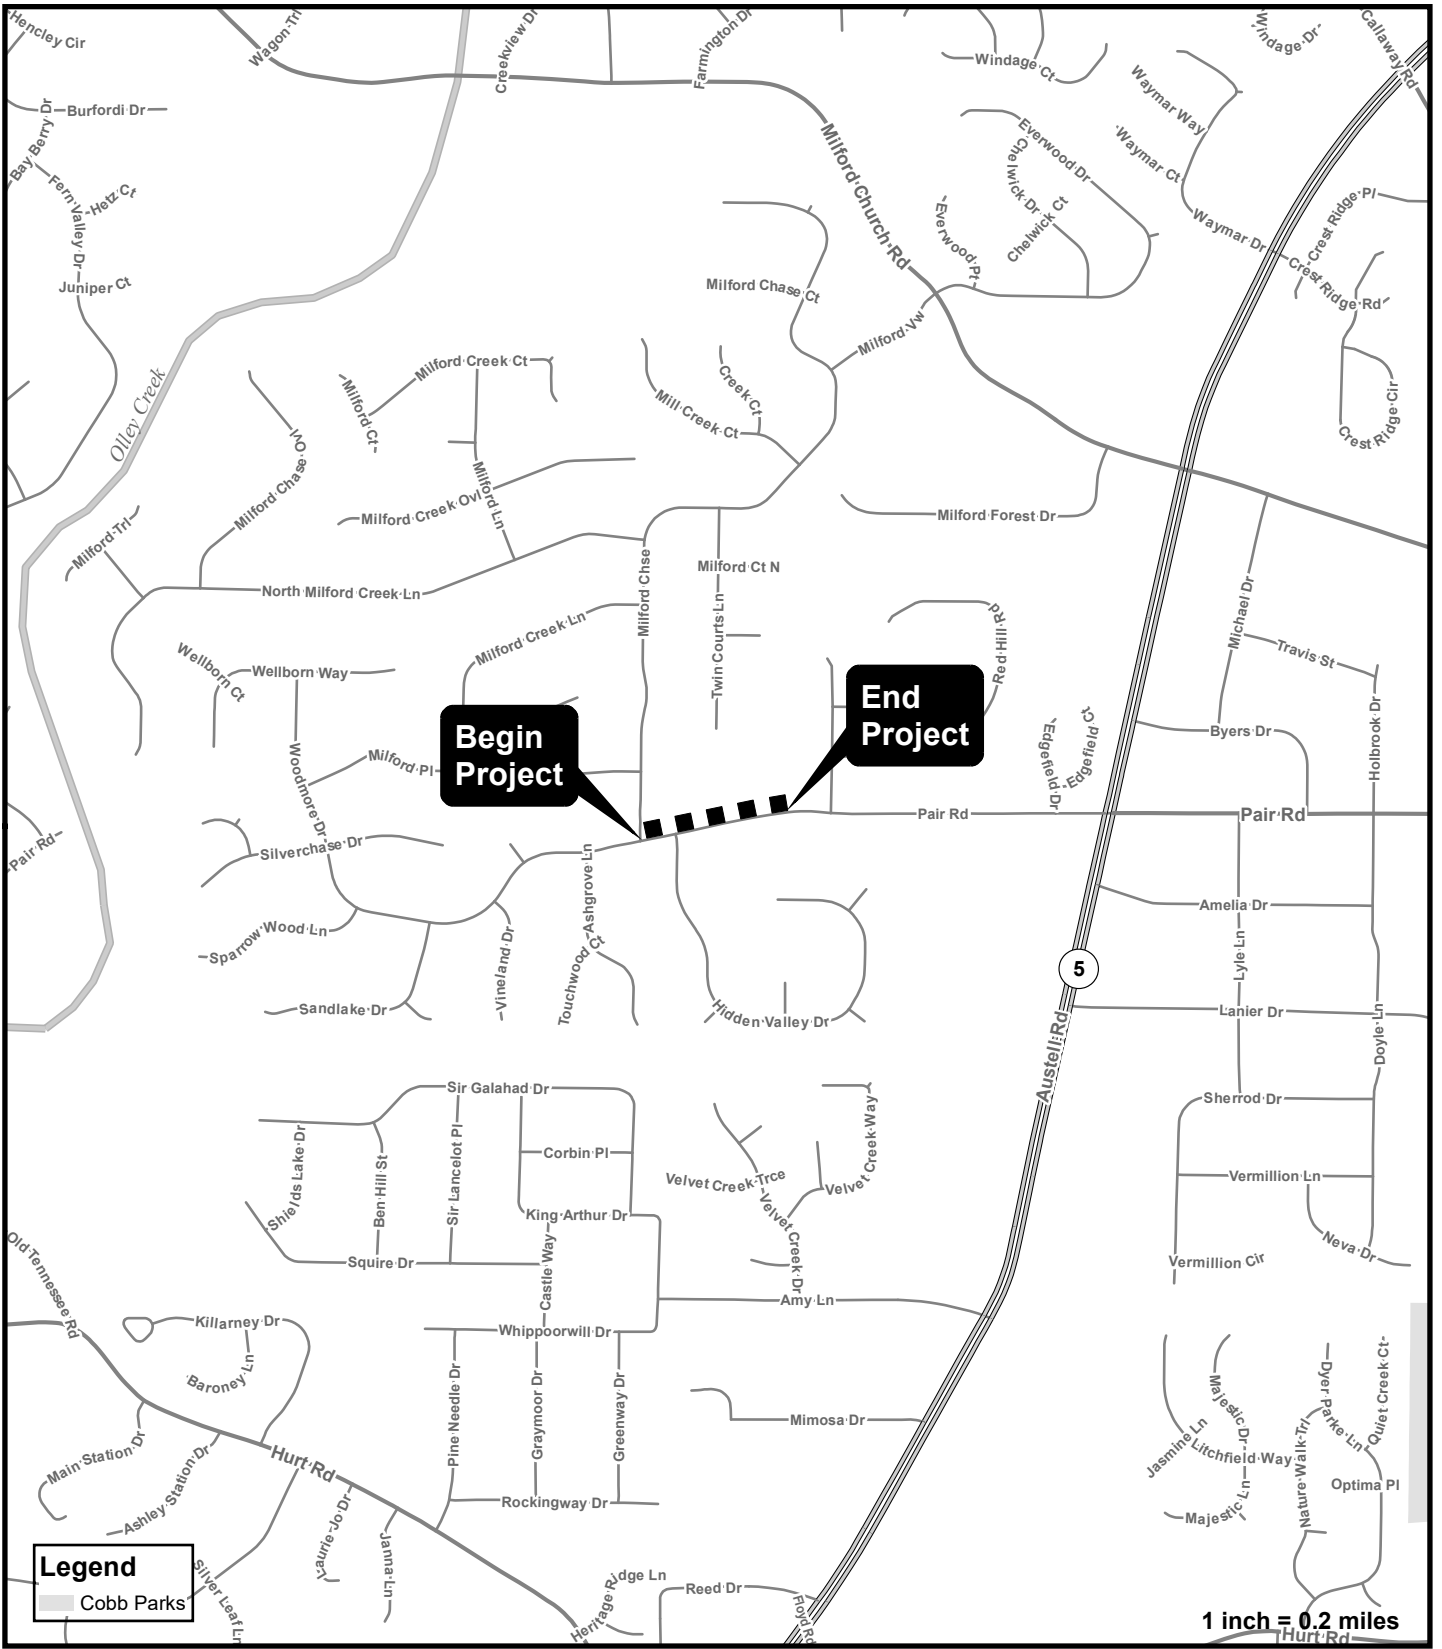 Hencley Cir
Wagon Trl
Creekview Dr
Farmington Dr
Windage Ct
Windage Dr
Callaway Rd
Burfordi Dr
Bay Berry Dr
Fern Valley Dr
Hetz Ct
Juniper Ct
Milford Church Rd
Everwood Dr
Chelwick Dr
Chelwick Ct
Everwood Pt
Waymar Way
Waymar Ct
Waymar Dr
Crest Ridge Pl
Crest Ridge Rd
Crest Ridge Cir
Milford Chase Ct
Milford Vw
Olley Creek
Milford Creek Ct
Milford Ct
Creek Ct
Mill Creek Ct
Milford Chase Ovl
Milford Creek Ovl
Milford Ln
Milford Trl
Milford Forest Dr
North Milford Creek Ln
Milford Chse
Milford Ct N
Twin Courts Ln
Milford Creek Ln
Red Hill Rd
Michael Dr
Travis St
Wellborn Ct
Wellborn Way
Woodmore Dr
Milford Pl
Begin
Project
End
Project
Edgefield Dr
Edgefield Ct
Byers Dr
Holbrook Dr
Pair Rd
Pair Rd
Pair Rd
Silverchase Dr
Sparrow Wood Ln
Sandlake Dr
Vineland Dr
Ashgrove Ln
Touchwood Ct
Hidden Valley Dr
Amelia Dr
Lyle Ln
5
Austell Rd
Lanier Dr
Doyle Ln
Sherrod Dr
Sir Galahad Dr
Shields Lake Dr
Ben Hill St
Sir Lancelot Pl
Corbin Pl
King Arthur Dr
Squire Dr
Castle Way
Velvet Creek Trce
Velvet Creek Way
Velvet Creek Dr
Vermillion Ln
Vermillion Cir
Neva Dr
Amy Ln
Old Tennessee Rd
Killarney Dr
Baroney Ln
Whippoorwill Dr
Pine Needle Dr
Graymoor Dr
Greenway Dr
Mimosa Dr
Majestic Dr
Jasmine Ln
Litchfield Way
Majestic Ln
Nature Walk Trl
Dyer Parke Ln
Quiet Creek Ct
Optima Pl
Main Station Dr
Ashley Station Dr
Hurt Rd
Rockingway Dr
Laurie Jo Dr
Janna Ln
Silver Leaf Ln
Heritage Ridge Ln
Reed Dr
Floyd Rd
Legend
Cobb Parks
1 inch = 0.2 miles
Hurt Rd